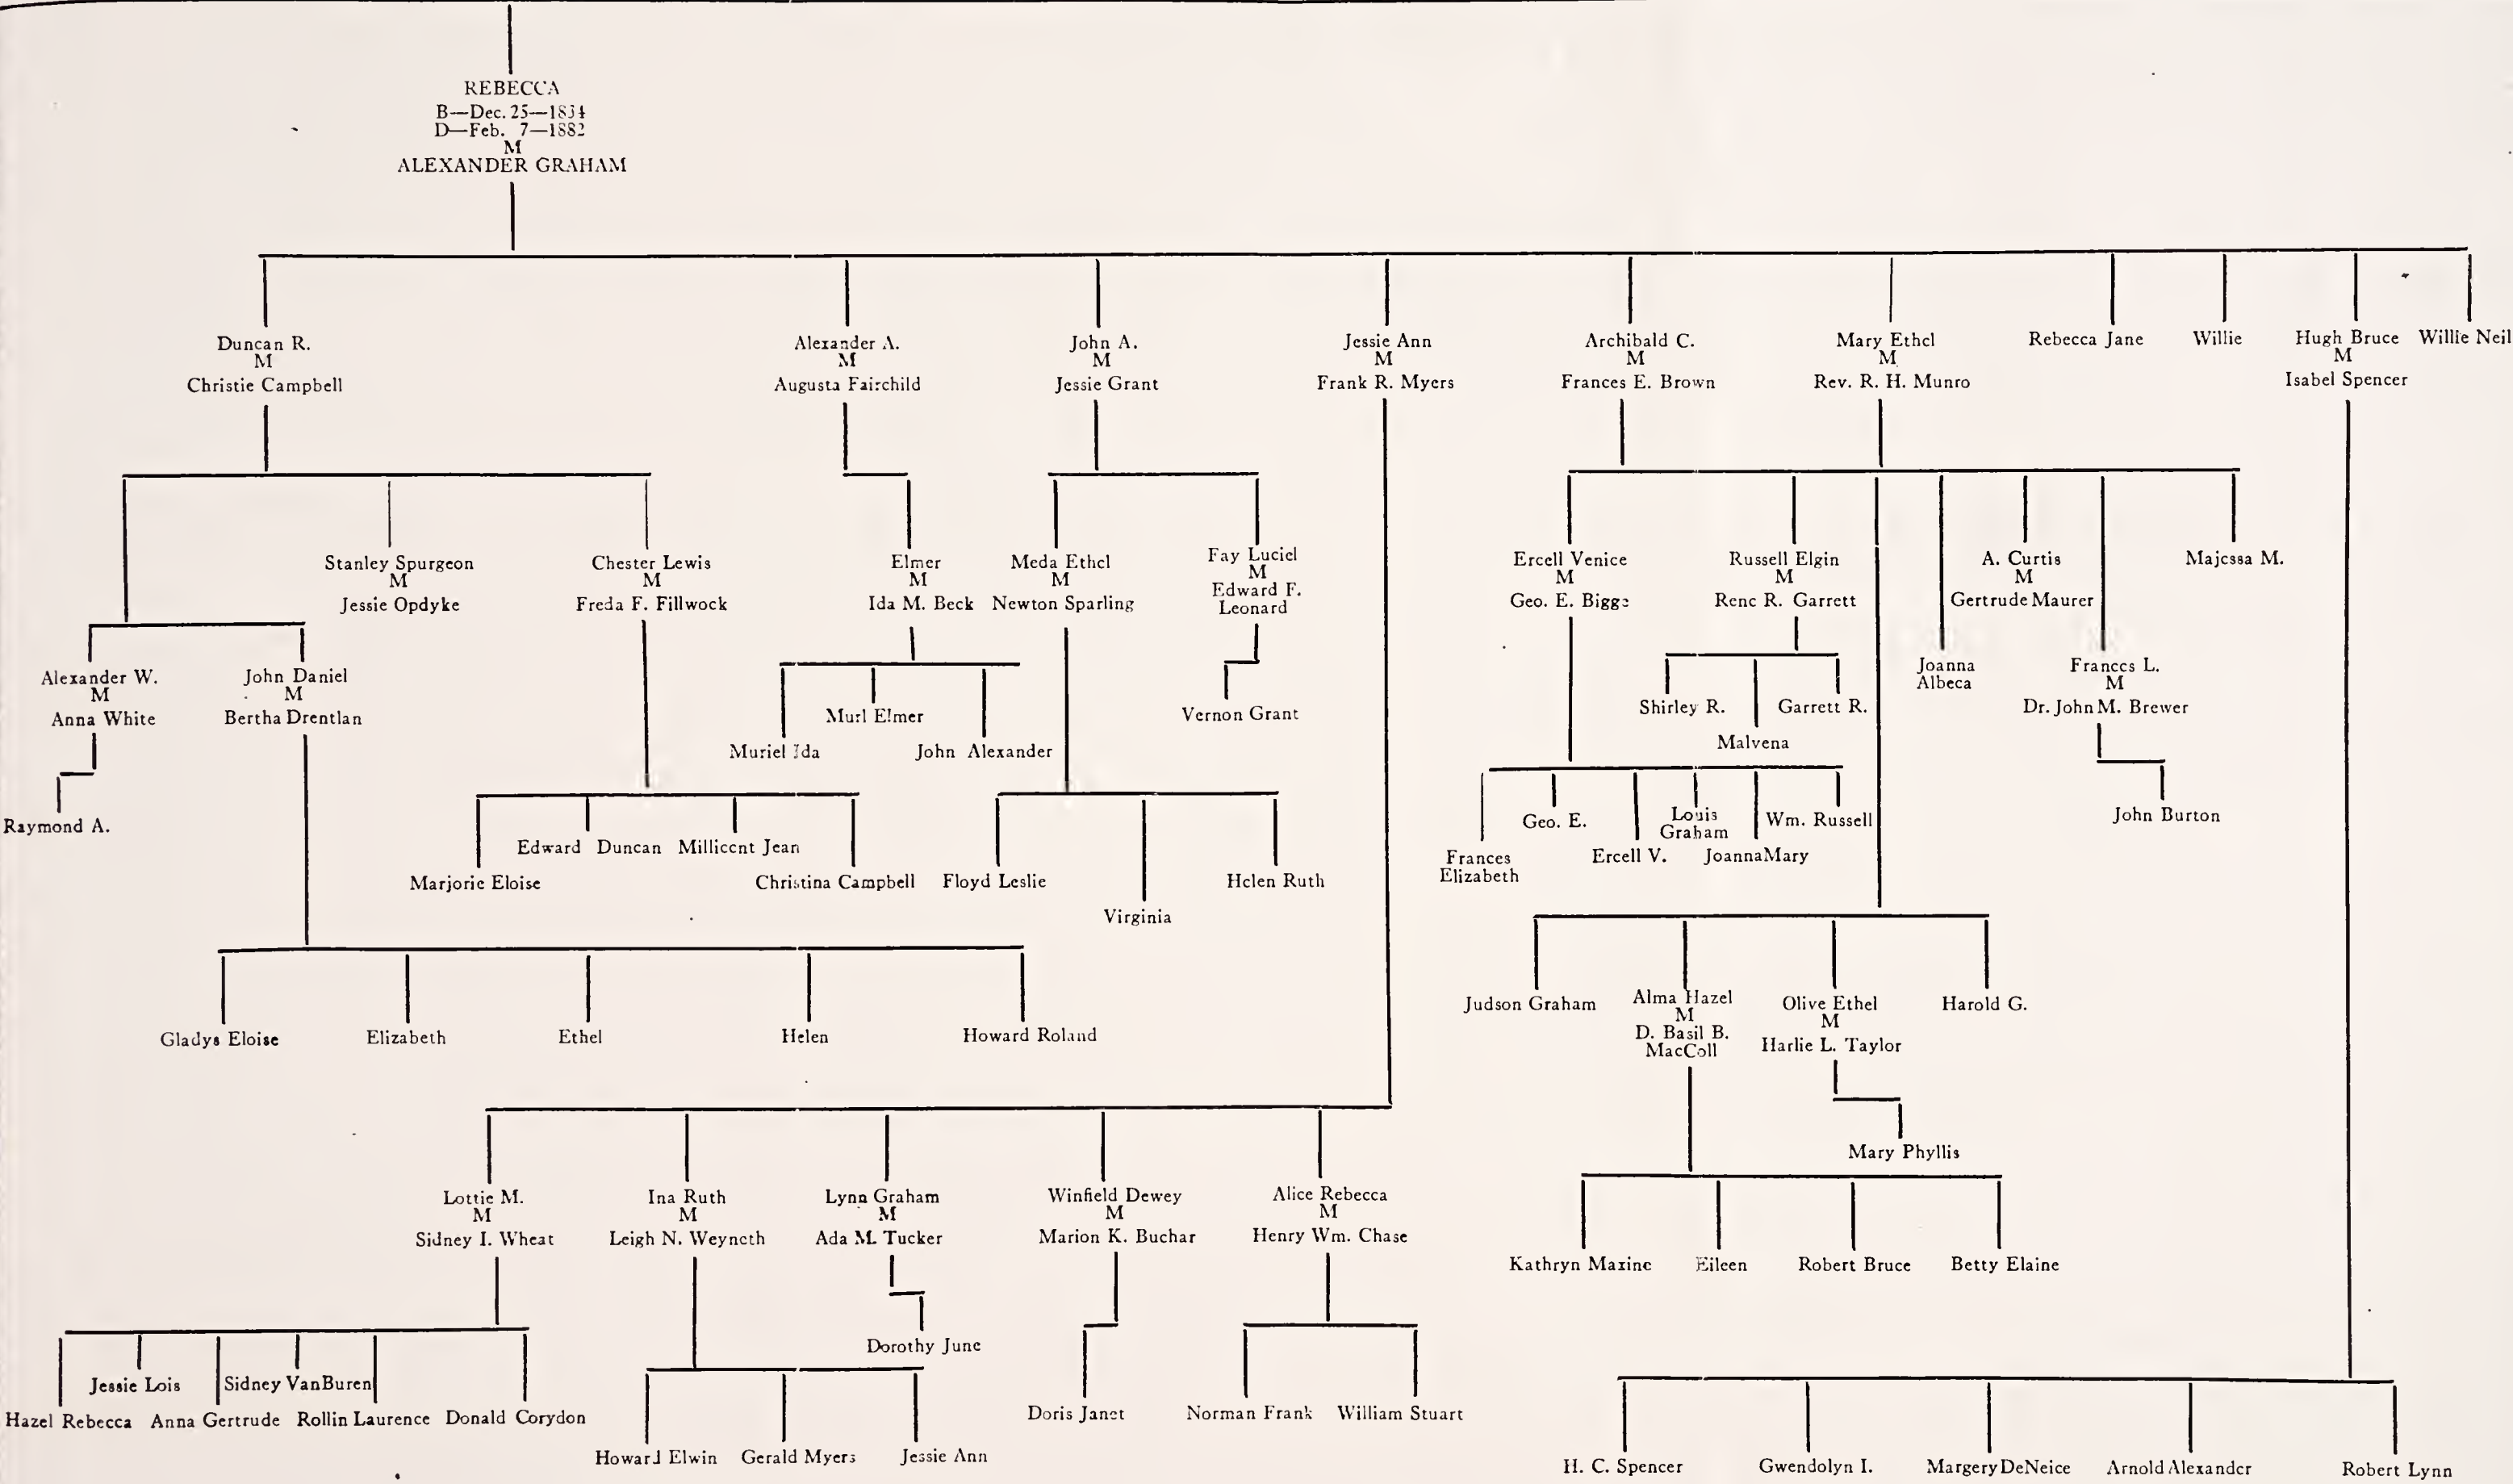 REBECCA
B—Dec. 25—1834
D—Feb. 7—1882
M
ALEXANDER GRAHAM
Duncan R.
M
Christie Campbell
Alexander A.
M
Augusta Fairchild
John A.
M
Jessie Grant
Jessie Ann
M
Frank R. Myers
Archibald C.
M
Frances E. Brown
Mary Ethel
M
Rev. R. H. Munro
Rebecca Jane
Willie
Hugh Bruce
M
Isabel Spencer
Willie Neil
Stanley Spurgeon
M
Jessie Opdyke
Chester Lewis
M
Freda F. Fillwock
Elmer
M
Ida M. Beck
Meda Ethel
M
Newton Sparling
Fay Luciel
M
Edward F.
Leonard
Ercell Venice
M
Geo. E. Biggs
Russell Elgin
M
Rene R. Garrett
A. Curtis
M
Gertrude Maurer
Majessa M.
Alexander W.
M
Anna White
John Daniel
M
Bertha Drentlan
Muriel Ida
Murl Elmer
John Alexander
Vernon Grant
Shirley R.
Malvena
Garrett R.
Joanna
Albeca
Frances L.
M
Dr. John M. Brewer
Raymond A.
Marjorie Eloise
Edward Duncan
Millicent Jean
Christina Campbell
Floyd Leslie
Virginia
Helen Ruth
Frances
Elizabeth
Geo. E.
Ercell V.
Louis
Graham
JoannaMary
Wm. Russell
John Burton
Gladys Eloise
Elizabeth
Ethel
Helen
Howard Roland
Judson Graham
Alma Hazel
M
D. Basil B.
MacColl
Olive Ethel
M
Harlie L. Taylor
Harold G.
Mary Phyllis
Lottie M.
M
Sidney I. Wheat
Ina Ruth
M
Leigh N. Weyneth
Lynn Graham
M
Ada M. Tucker
Winfield Dewey
M
Marion K. Buchar
Alice Rebecca
M
Henry Wm. Chase
Kathryn Maxine
Eileen
Robert Bruce
Betty Elaine
Hazel Rebecca
Jessie Lois
Anna Gertrude
Sidney VanBuren
Rollin Laurence
Donald Corydon
Dorothy June
Howard Elwin
Gerald Myers
Jessie Ann
Doris Janet
Norman Frank
William Stuart
H. C. Spencer
Gwendolyn I.
Margery DeNeice
Arnold Alexander
Robert Lynn